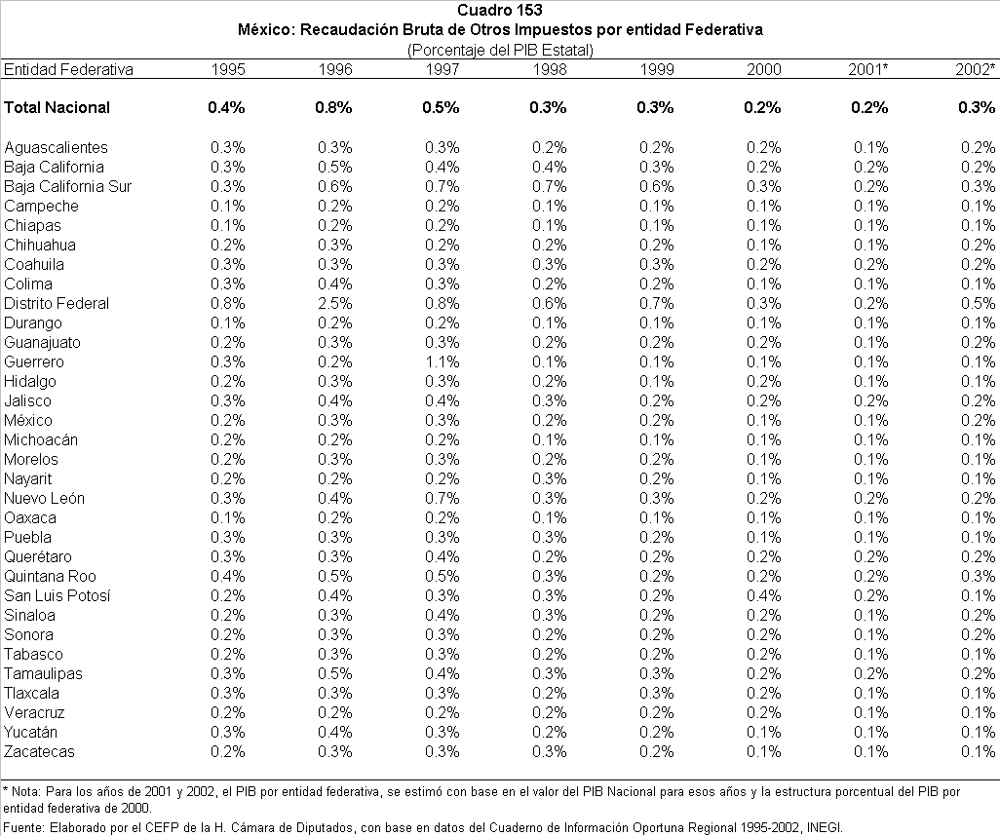 Cuadro 153
México: Recaudación Bruta de Otros Impuestos por entidad Federativa
(Porcentaje del PIB Estatal)
Entidad Federativa 1995 1996 1997 1998 1999 2000 2001* 2002*
Total Nacional 0.4% 0.8% 0.5% 0.3% 0.3% 0.2% 0.2% 0.3%
Aguascalientes 0.3% 0.3% 0.3% 0.2% 0.2% 0.2% 0.1% 0.2%
Baja California 0.3% 0.5% 0.4% 0.4% 0.3% 0.2% 0.2% 0.2%
Baja California Sur 0.3% 0.6% 0.7% 0.7% 0.6% 0.3% 0.2% 0.3%
Campeche 0.1% 0.2% 0.2% 0.1% 0.1% 0.1% 0.1% 0.1%
Chiapas 0.1% 0.2% 0.2% 0.1% 0.1% 0.1% 0.1% 0.1%
Chihuahua 0.2% 0.3% 0.2% 0.2% 0.2% 0.1% 0.1% 0.2%
Coahuila 0.3% 0.3% 0.3% 0.3% 0.3% 0.2% 0.2% 0.2%
Colima 0.3% 0.4% 0.3% 0.2% 0.2% 0.1% 0.1% 0.1%
Distrito Federal 0.8% 2.5% 0.8% 0.6% 0.7% 0.3% 0.2% 0.5%
Durango 0.1% 0.2% 0.2% 0.1% 0.1% 0.1% 0.1% 0.1%
Guanajuato 0.2% 0.3% 0.3% 0.2% 0.2% 0.2% 0.1% 0.2%
Guerrero 0.3% 0.2% 1.1% 0.1% 0.1% 0.1% 0.1% 0.1%
Hidalgo 0.2% 0.3% 0.3% 0.2% 0.1% 0.2% 0.1% 0.1%
Jalisco 0.3% 0.4% 0.4% 0.3% 0.2% 0.2% 0.2% 0.2%
México 0.2% 0.3% 0.3% 0.2% 0.2% 0.1% 0.1% 0.2%
Michoacán 0.2% 0.2% 0.2% 0.1% 0.1% 0.1% 0.1% 0.1%
Morelos 0.2% 0.3% 0.3% 0.2% 0.2% 0.1% 0.1% 0.1%
Nayarit 0.2% 0.2% 0.2% 0.3% 0.2% 0.1% 0.1% 0.1%
Nuevo León 0.3% 0.4% 0.7% 0.3% 0.3% 0.2% 0.2% 0.2%
Oaxaca 0.1% 0.2% 0.2% 0.1% 0.1% 0.1% 0.1% 0.1%
Puebla 0.3% 0.3% 0.3% 0.3% 0.2% 0.1% 0.1% 0.1%
Querétaro 0.3% 0.3% 0.4% 0.2% 0.2% 0.2% 0.2% 0.2%
Quintana Roo 0.4% 0.5% 0.5% 0.3% 0.2% 0.2% 0.2% 0.3%
San Luis Potosí 0.2% 0.4% 0.3% 0.3% 0.2% 0.4% 0.2% 0.1%
Sinaloa 0.2% 0.3% 0.4% 0.3% 0.2% 0.2% 0.1% 0.2%
Sonora 0.2% 0.3% 0.3% 0.2% 0.2% 0.2% 0.1% 0.2%
Tabasco 0.2% 0.3% 0.3% 0.2% 0.2% 0.2% 0.1% 0.1%
Tamaulipas 0.3% 0.5% 0.4% 0.3% 0.3% 0.2% 0.2% 0.2%
Tlaxcala 0.3% 0.3% 0.3% 0.2% 0.3% 0.2% 0.1% 0.1%
Veracruz 0.2% 0.2% 0.2% 0.2% 0.2% 0.2% 0.1% 0.1%
Yucatán 0.3% 0.4% 0.3% 0.2% 0.2% 0.1% 0.1% 0.1%
Zacatecas 0.2% 0.3% 0.3% 0.3% 0.2% 0.1% 0.1% 0.1%
* Nota: Para los años de 2001 y 2002, el PIB por entidad federativa, se estimó con base en el valor del PIB Nacional para esos años y la estructura porcentual del PIB por
entidad federativa de 2000.
Fuente: Elaborado por el CEFP de la H. Cámara de Diputados, con base en datos del Cuaderno de Información Oportuna Regional 1995-2002, INEGI.